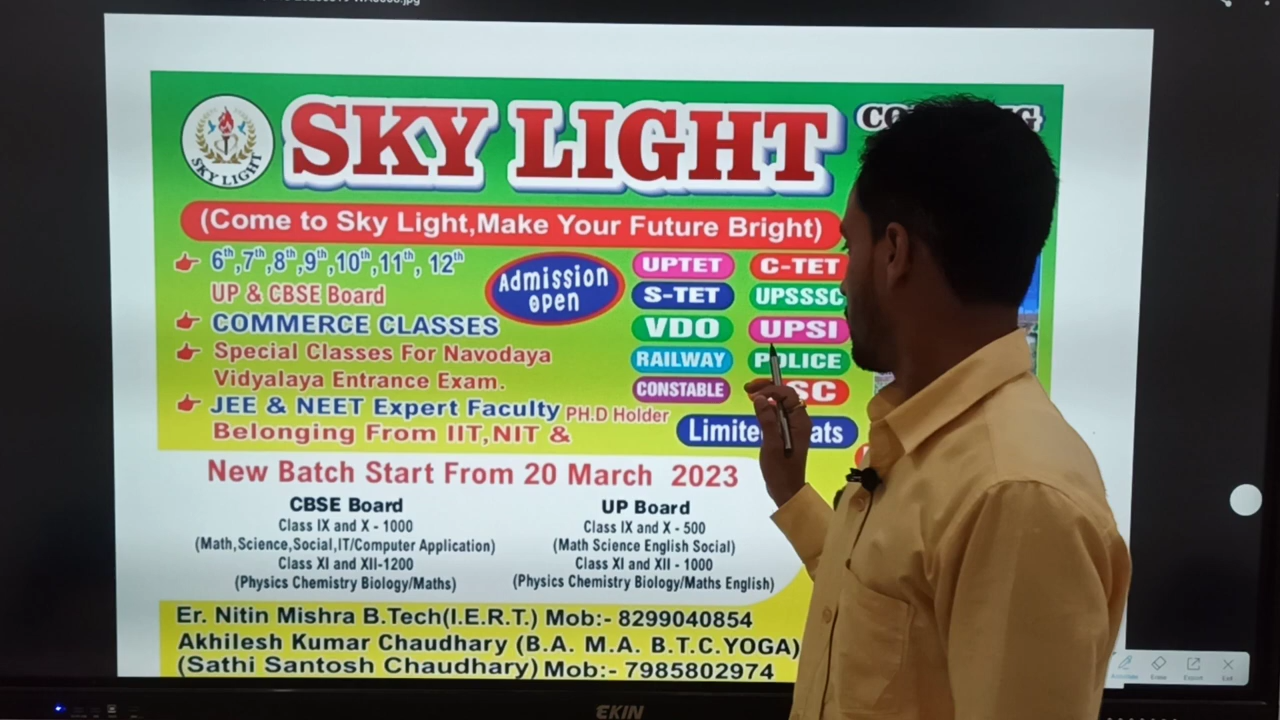 SKY LIGHT
SKY LIGHT
(Come to Sky Light,Make Your Future Bright)
6th,7th,8th,9th,10th,11th, 12th
UP & CBSE Board
COMMERCE CLASSES
Special Classes For Navodaya
Vidyalaya Entrance Exam.
JEE & NEET Expert Faculty PH.D Holder
Belonging From IIT,NIT &
Admission
open
UPTET C-TET
S-TET UPSSSC
VDO UPSI
RAILWAY POLICE
CONSTABLE
New Batch Start From 20 March 2023
CBSE Board
Class IX and X - 1000
(Math,Science,Social,IT/Computer Application)
Class XI and XII-1200
(Physics Chemistry Biology/Maths)
UP Board
Class IX and X - 500
(Math Science English Social)
Class XI and XII - 1000
(Physics Chemistry Biology/Maths English)
Er. Nitin Mishra B.Tech(I.E.R.T.) Mob:- 8299040854
Akhilesh Kumar Chaudhary (B.A. M.A. B.T.C.YOGA)
(Sathi Santosh Chaudhary) Mob:- 7985802974
Erase Export Exit
EKIN